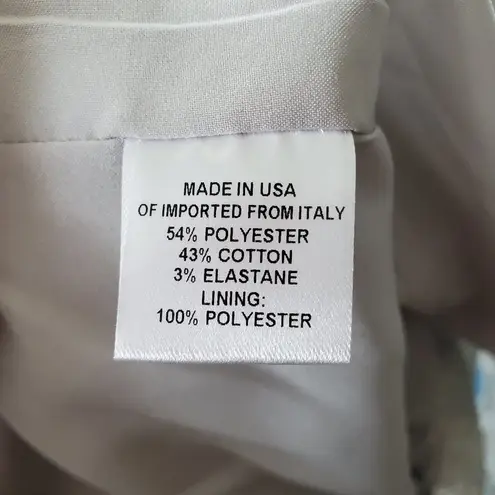 MADE IN USA
OF IMPORTED FROM ITALY
54% POLYESTER
43% COTTON
3% ELASTANE
LINING:
100% POLYESTER